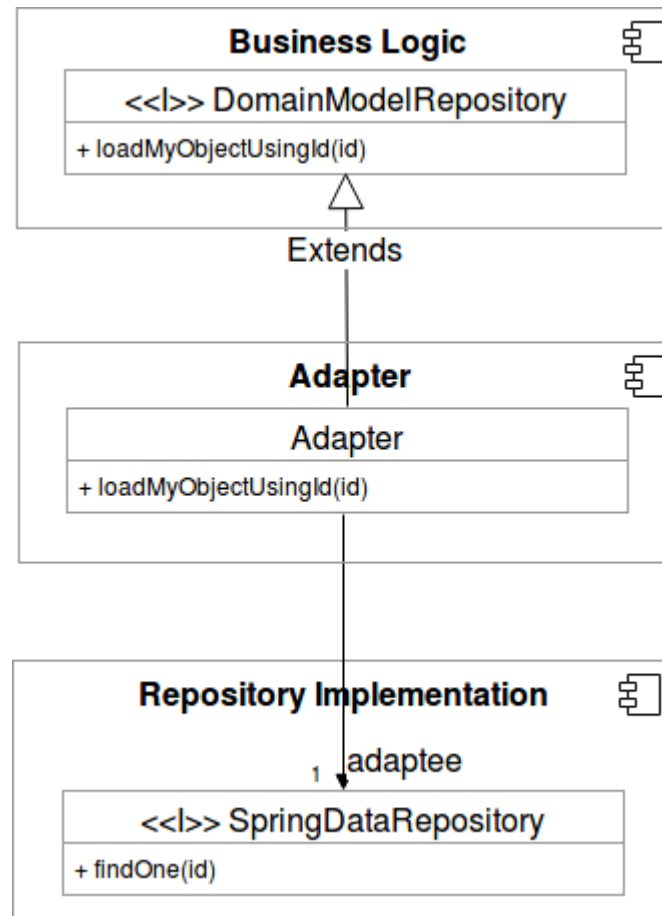 Business Logic
<<I>> DomainModelRepository
+ loadMyObjectUsingId(id)
Extends
Adapter
Adapter
+ loadMyObjectUsingId(id)
Repository Implementation
1 adaptee
<<I>> SpringDataRepository
+ findOne(id)